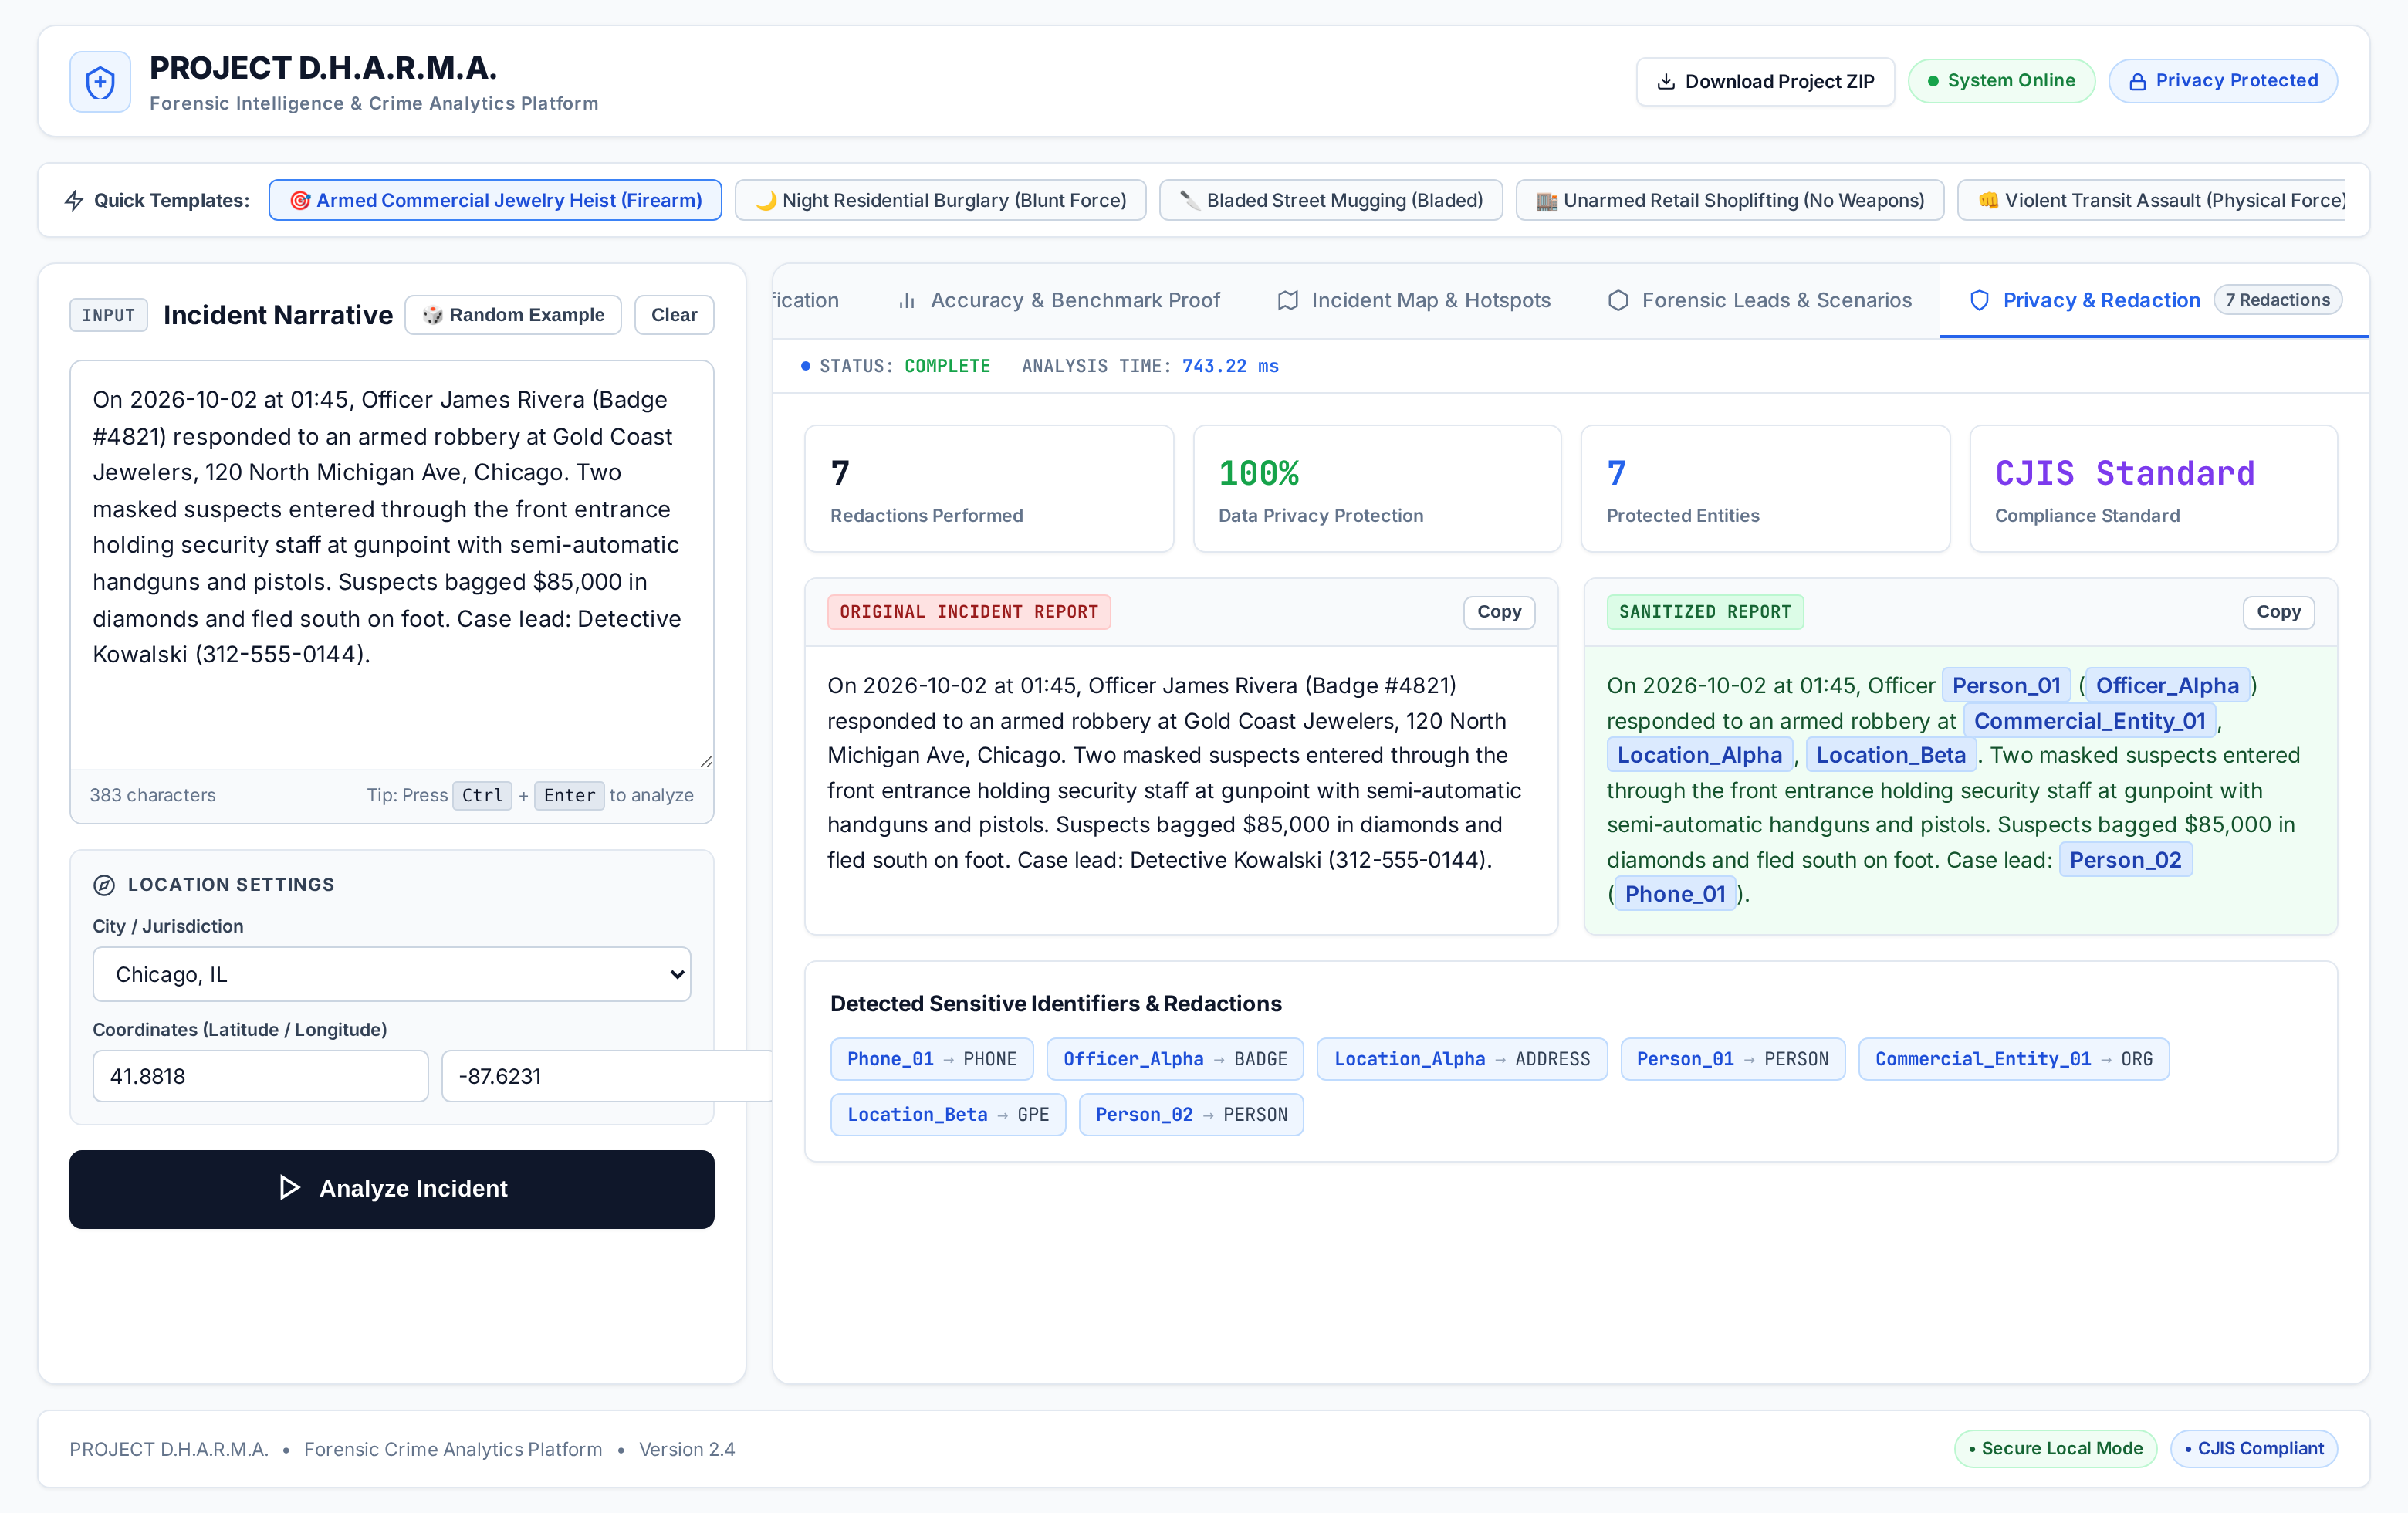 PROJECT D.H.A.R.M.A.
Forensic Intelligence & Crime Analytics Platform
Download Project ZIP
System Online
Privacy Protected
Quick Templates:
🎯 Armed Commercial Jewelry Heist (Firearm)
🌙 Night Residential Burglary (Blunt Force)
🔪 Bladed Street Mugging (Bladed)
🏬 Unarmed Retail Shoplifting (No Weapons)
👊 Violent Transit Assault (Physical Force)
INPUT
Incident Narrative
🎲 Random Example
Clear
On 2026-10-02 at 01:45, Officer James Rivera (Badge
#4821) responded to an armed robbery at Gold Coast
Jewelers, 120 North Michigan Ave, Chicago. Two
masked suspects entered through the front entrance
holding security staff at gunpoint with semi-automatic
handguns and pistols. Suspects bagged $85,000 in
diamonds and fled south on foot. Case lead: Detective
Kowalski (312-555-0144).
383 characters
Tip: Press Ctrl + Enter to analyze
LOCATION SETTINGS
City / Jurisdiction
Chicago, IL
Coordinates (Latitude / Longitude)
41.8818
-87.6231
Analyze Incident
fication
Accuracy & Benchmark Proof
Incident Map & Hotspots
Forensic Leads & Scenarios
Privacy & Redaction
7 Redactions
STATUS: COMPLETE
ANALYSIS TIME: 743.22 ms
7
Redactions Performed
100%
Data Privacy Protection
7
Protected Entities
CJIS Standard
Compliance Standard
ORIGINAL INCIDENT REPORT
Copy
On 2026-10-02 at 01:45, Officer James Rivera (Badge #4821)
responded to an armed robbery at Gold Coast Jewelers, 120 North
Michigan Ave, Chicago. Two masked suspects entered through the
front entrance holding security staff at gunpoint with semi-automatic
handguns and pistols. Suspects bagged $85,000 in diamonds and
fled south on foot. Case lead: Detective Kowalski (312-555-0144).
SANITIZED REPORT
Copy
On 2026-10-02 at 01:45, Officer Person_01 (Officer_Alpha)
responded to an armed robbery at Commercial_Entity_01,
Location_Alpha, Location_Beta. Two masked suspects entered
through the front entrance holding security staff at gunpoint with
semi-automatic handguns and pistols. Suspects bagged $85,000 in
diamonds and fled south on foot. Case lead: Person_02
(Phone_01).
Detected Sensitive Identifiers & Redactions
Phone_01 → PHONE
Officer_Alpha → BADGE
Location_Alpha → ADDRESS
Person_01 → PERSON
Commercial_Entity_01 → ORG
Location_Beta → GPE
Person_02 → PERSON
PROJECT D.H.A.R.M.A. • Forensic Crime Analytics Platform • Version 2.4
• Secure Local Mode
• CJIS Compliant